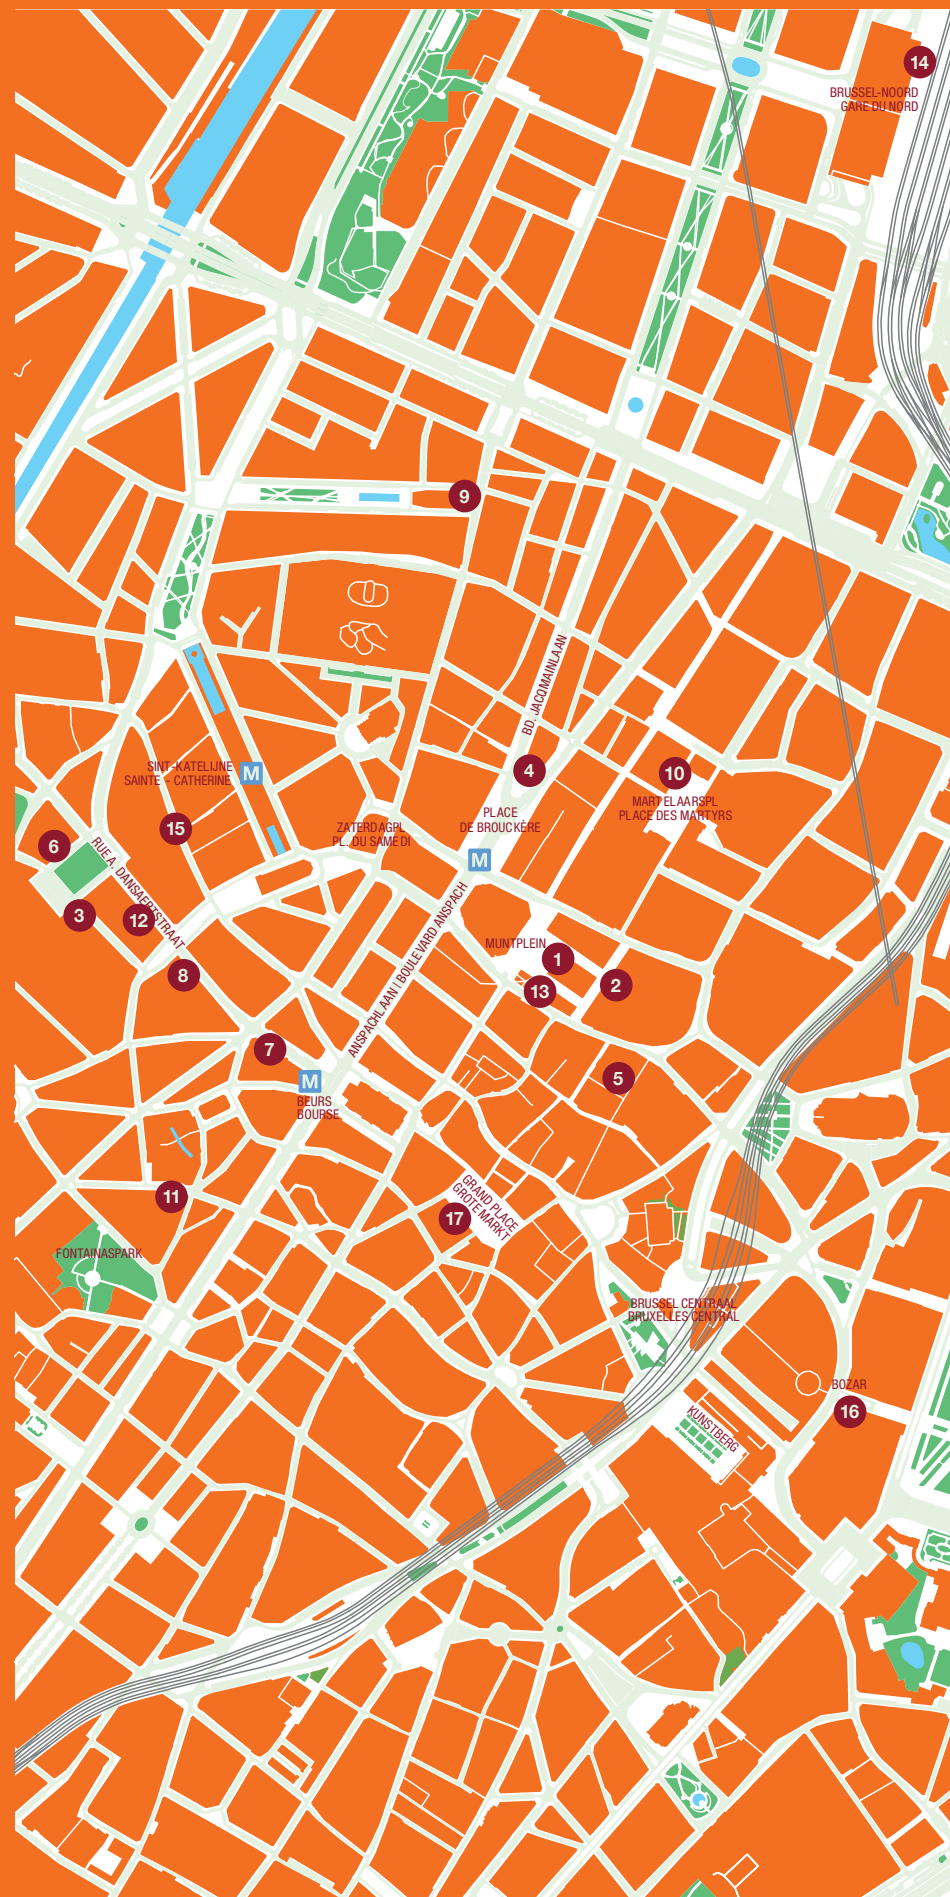 14
BRUSSEL-NOORD
GARE DU NORD
9
BD. JACQMAINLAAN
4
10
SINT-KATELIJNE
SAINTE - CATHERINE
M
MARTELAARSPL
PLACE DES MARTYRS
PLACE
DE BROUCKÈRE
15
ZATERDAGPL
PL. DU SAMEDI
6
RUE A. DANSAERTSTRAAT
M
3
12
ANSPACHLAAN | BOULEVARD ANSPACH
MUNTPLEIN
1
8
13
2
7
5
M
BEURS
BOURSE
11
GRAND PLACE
GROTE MARKT
17
FONTAINASPARK
BRUSSEL CENTRAAL
BRUXELLES CENTRAL
BOZAR
16
KUNSTBERG